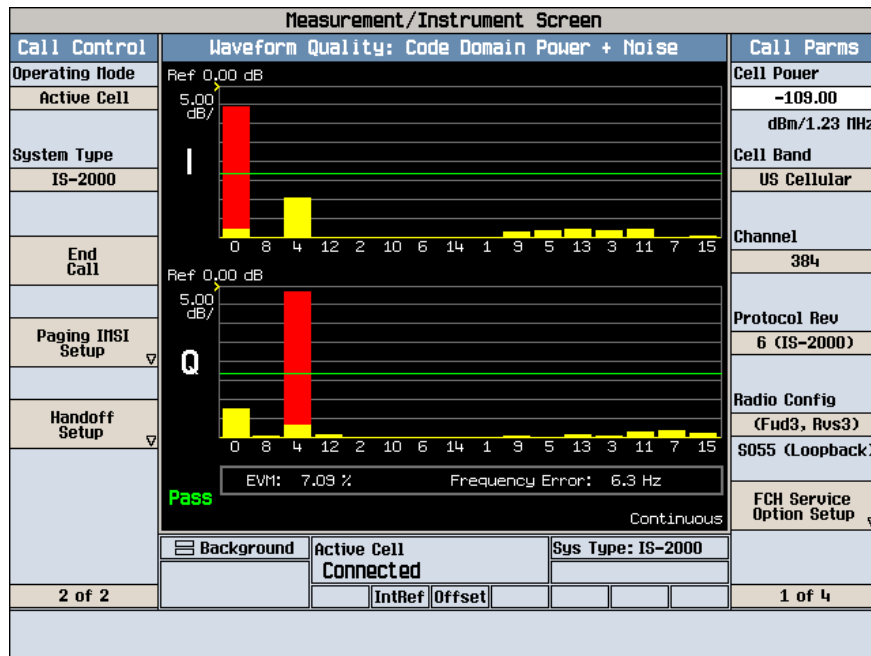 Measurement/Instrument Screen
Call Control
Operating Mode
Active Cell
System Type
IS-2000
End
Call
Paging IMSI
Setup
Handoff
Setup
2 of 2
Waveform Quality: Code Domain Power + Noise
Ref 0.00 dB
5.00
dB/
I
0 8 4 12 2 10 6 14 1 9 5 13 3 11 7 15
Ref 0.00 dB
5.00
dB/
Q
0 8 4 12 2 10 6 14 1 9 5 13 3 11 7 15
EVM: 7.09 % Frequency Error: 6.3 Hz
Pass
Continuous
Background
Active Cell
Connected
Sys Type: IS-2000
IntRef Offset
Call Parms
Cell Power
-109.00
dBm/1.23 MHz
Cell Band
US Cellular
Channel
384
Protocol Rev
6 (IS-2000)
Radio Config
(Fwd3, Rvs3)
SO55 (Loopback)
FCH Service
Option Setup
1 of 4